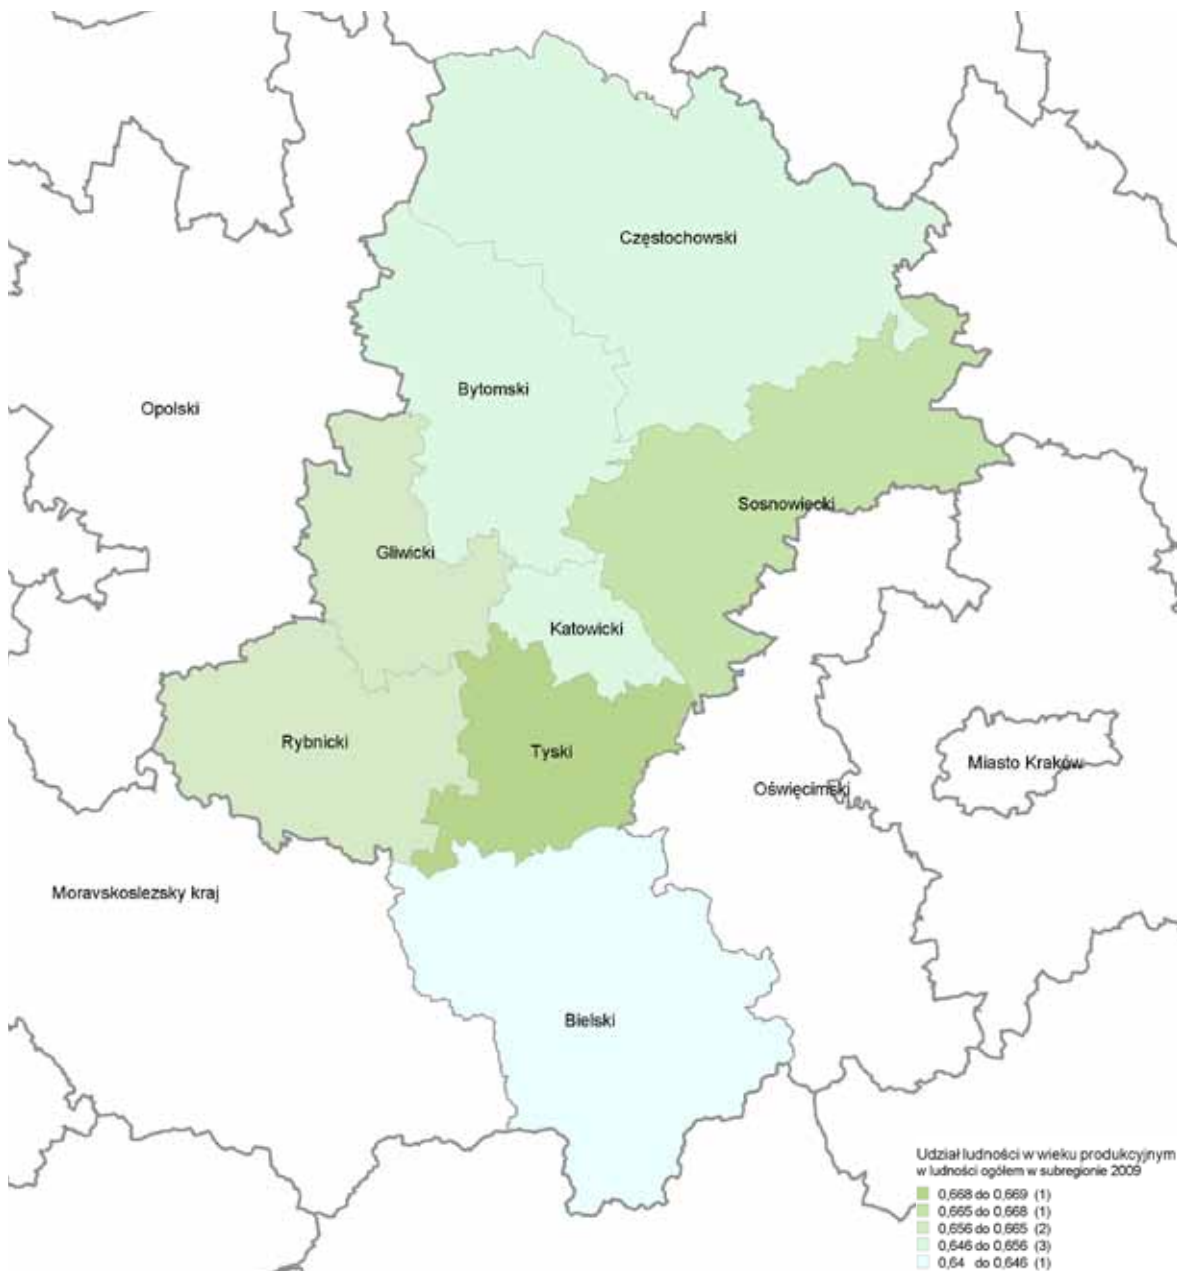 Częstochowski
Bytomski
Opolski
Sosnowiecki
Gliwicki
Katowicki
Rybnicki
Tyski
Miasto Kraków
Oświęcimski
Moravskoslezsky kraj
Bielski
Udział ludności w wieku produkcyjnym
w ludności ogółem w subregionie 2009
0,668 do 0,669 (1)
0,665 do 0,668 (1)
0,656 do 0,665 (2)
0,646 do 0,656 (3)
0,64 do 0,646 (1)